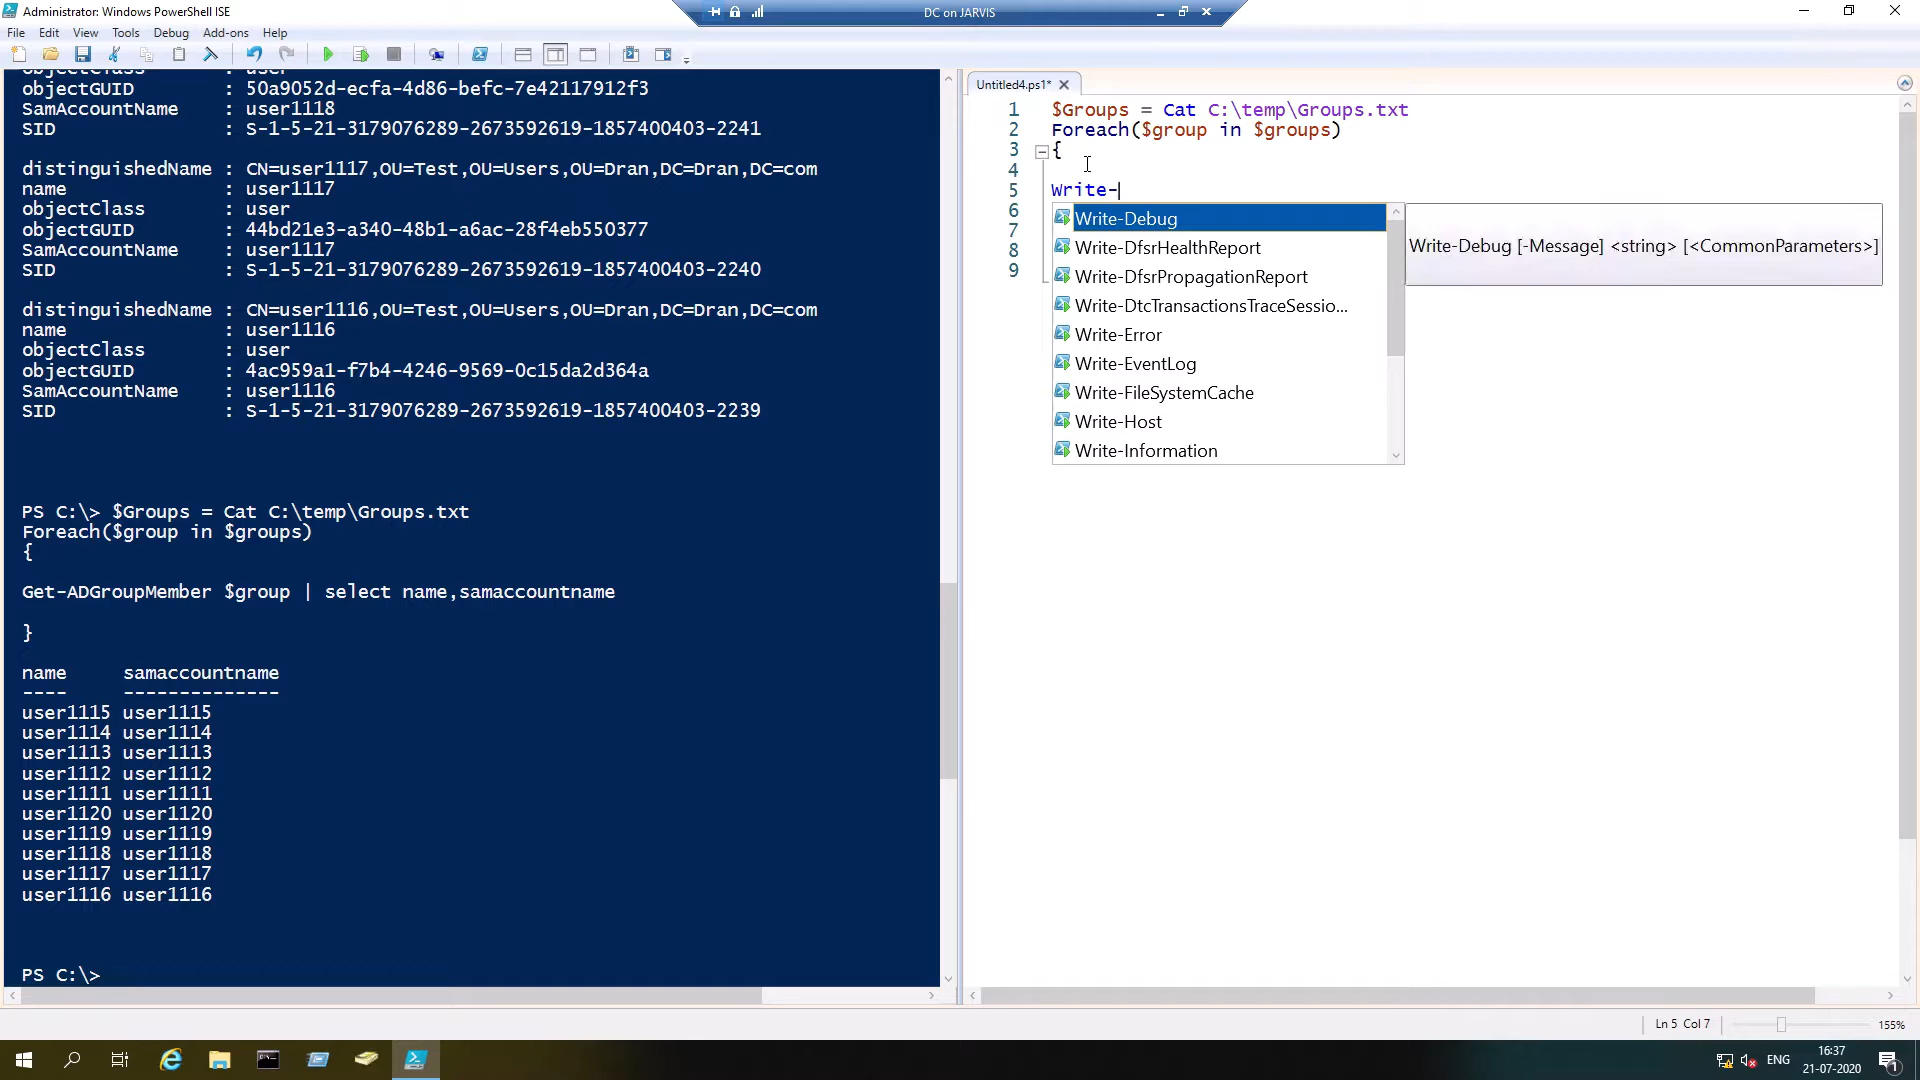 Administrator: Windows PowerShell ISE
DC on JARVIS
File Edit View Tools Debug Add-ons Help
objectClass : user
objectGUID : 50a9052d-ecfa-4d86-befc-7e42117912f3
SamAccountName : user1118
SID : S-1-5-21-3179076289-2673592619-1857400403-2241
distinguishedName : CN=user1117,OU=Test,OU=Users,OU=Dran,DC=Dran,DC=com
name : user1117
objectClass : user
objectGUID : 44bd21e3-a340-48b1-a6ac-28f4eb550377
SamAccountName : user1117
SID : S-1-5-21-3179076289-2673592619-1857400403-2240
distinguishedName : CN=user1116,OU=Test,OU=Users,OU=Dran,DC=Dran,DC=com
name : user1116
objectClass : user
objectGUID : 4ac959a1-f7b4-4246-9569-0c15da2d364a
SamAccountName : user1116
SID : S-1-5-21-3179076289-2673592619-1857400403-2239
PS C:\> $Groups = Cat C:\temp\Groups.txt
Foreach($group in $groups)
{
Get-ADGroupMember $group | select name,samaccountname
}
name samaccountname
---- --------------
user1115 user1115
user1114 user1114
user1113 user1113
user1112 user1112
user1111 user1111
user1120 user1120
user1119 user1119
user1118 user1118
user1117 user1117
user1116 user1116
PS C:\>
Untitled4.ps1*
1 $Groups = Cat C:\temp\Groups.txt
2 Foreach($group in $groups)
3 {
4
5 Write-
6
7
8
9
Write-Debug
Write-DfsrHealthReport
Write-DfsrPropagationReport
Write-DtcTransactionsTraceSessio...
Write-Error
Write-EventLog
Write-FileSystemCache
Write-Host
Write-Information
Write-Debug [-Message] <string> [<CommonParameters>]
Ln 5 Col 7
155%
ENG
16:37
21-07-2020
1